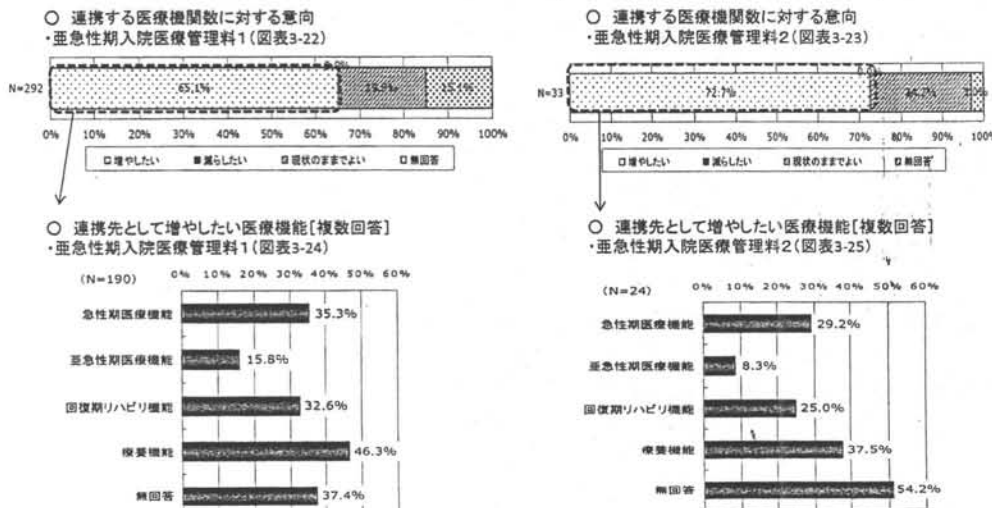 ○ 連携する医療機関数に対する意向
・亜急性期入院医療管理料1(図表3-22)
0.0%
N=292
65.1%
15.1%
0% 10% 20% 30% 40% 50% 60% 70% 80% 90% 100%
□増やしたい ■減らしたい □現状のままでよい □無回答
○ 連携先として増やしたい医療機能[複数回答]
・亜急性期入院医療管理料1(図表3-24)
(N=190)
0% 10% 20% 30% 40% 50% 60%
急性期医療機能 35.3%
亜急性期医療機能 15.8%
回復期リハビリ機能 32.6%
療養機能 46.3%
無回答 37.4%
○ 連携する医療機関数に対する意向
・亜急性期入院医療管理料2(図表3-23)
N=33
72.7%
0% 10% 20% 30% 40% 50% 60% 70% 80% 90% 100%
□増やしたい ■減らしたい □現状のままでよい □無回答
○ 連携先として増やしたい医療機能[複数回答]
・亜急性期入院医療管理料2(図表3-25)
(N=24)
0% 10% 20% 30% 40% 50% 60%
急性期医療機能 29.2%
亜急性期医療機能 8.3%
回復期リハビリ機能 25.0%
療養機能 37.5%
無回答 54.2%